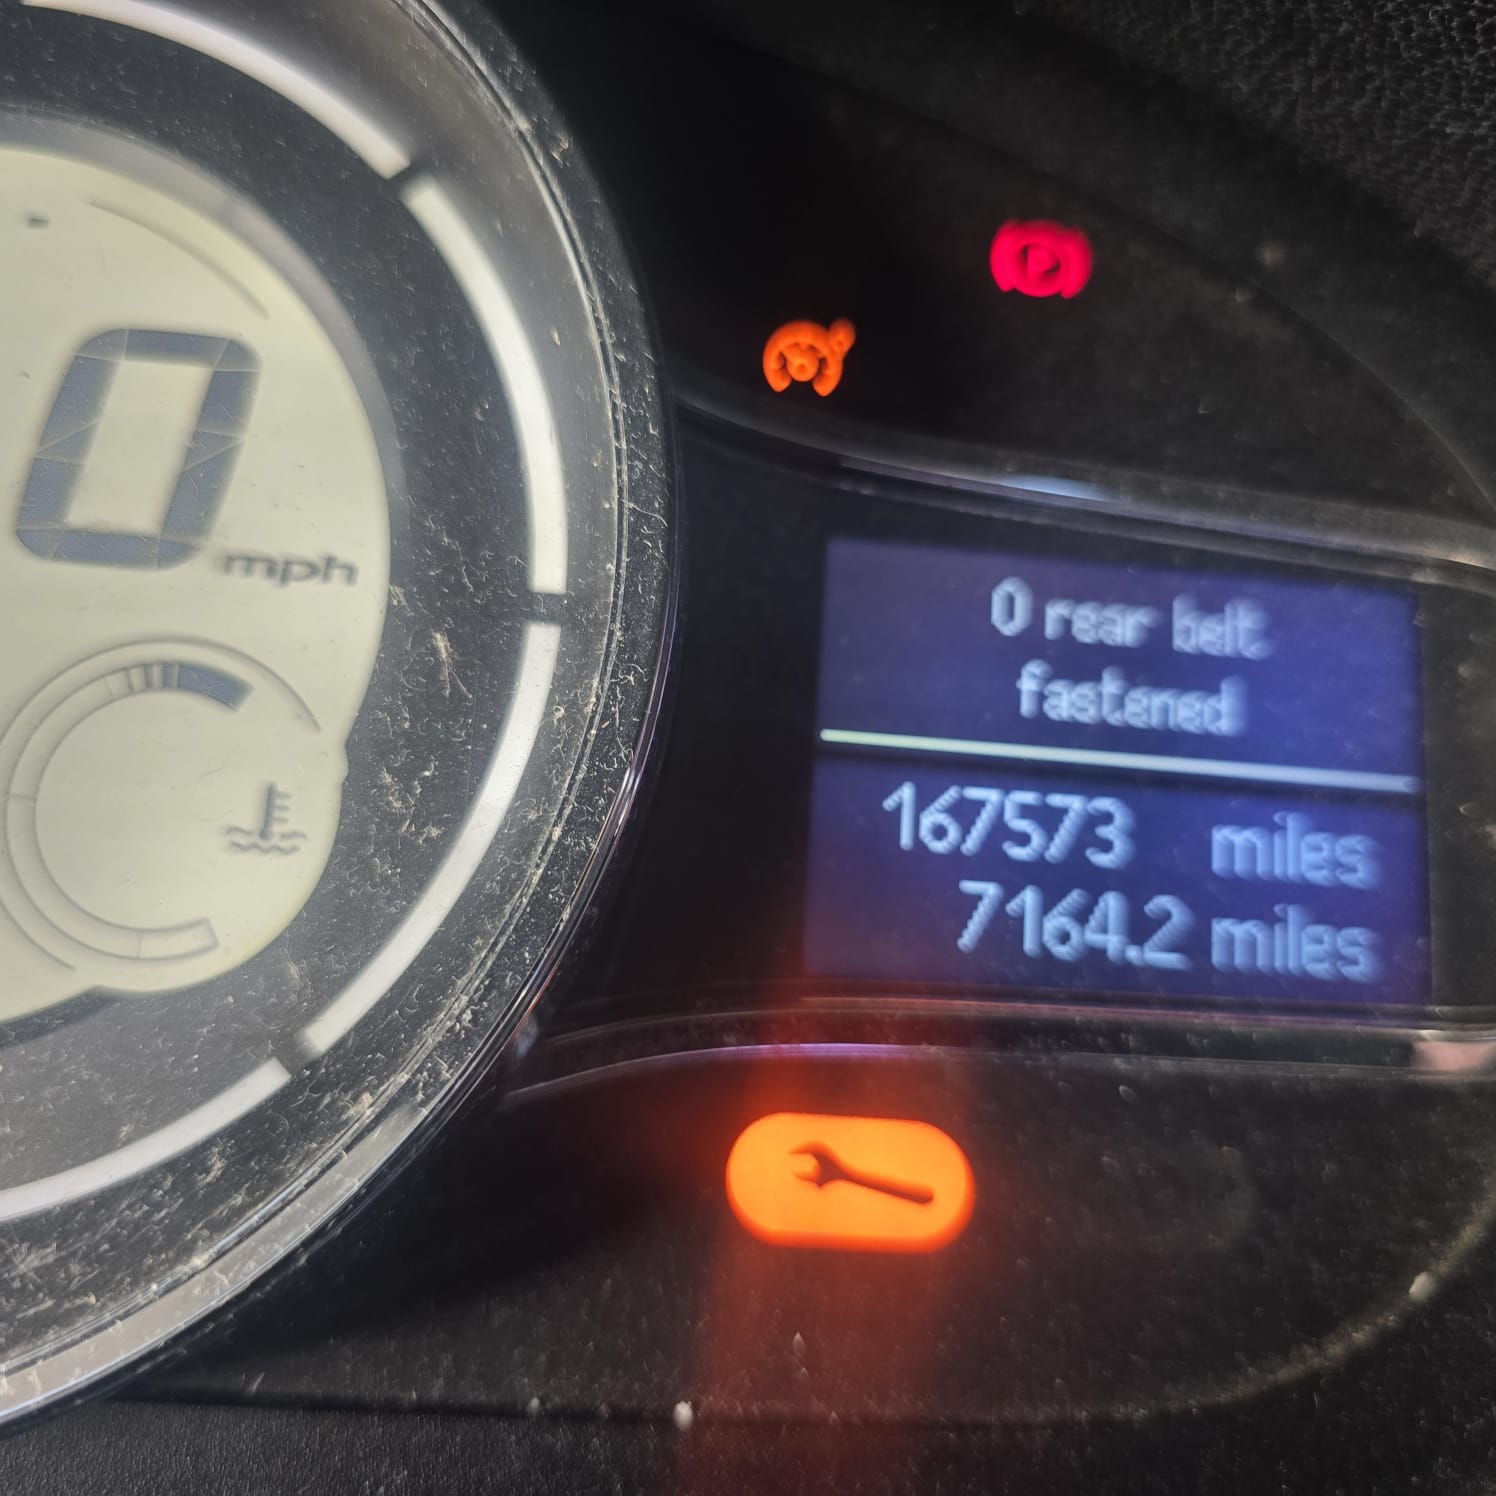 0
mph
0 rear belt
fastened
167573 miles
7164.2 miles
P